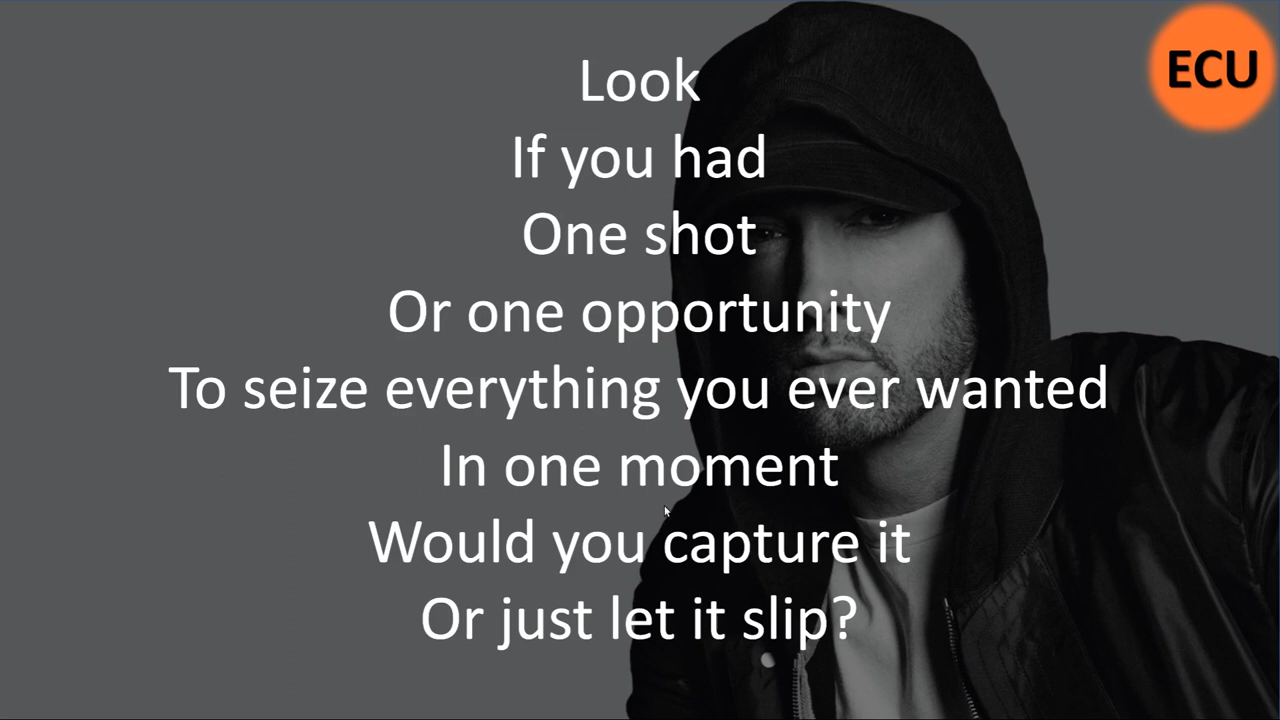 Look
If you had
One shot
Or one opportunity
To seize everything you ever wanted
In one moment
Would you capture it
Or just let it slip?
ECU